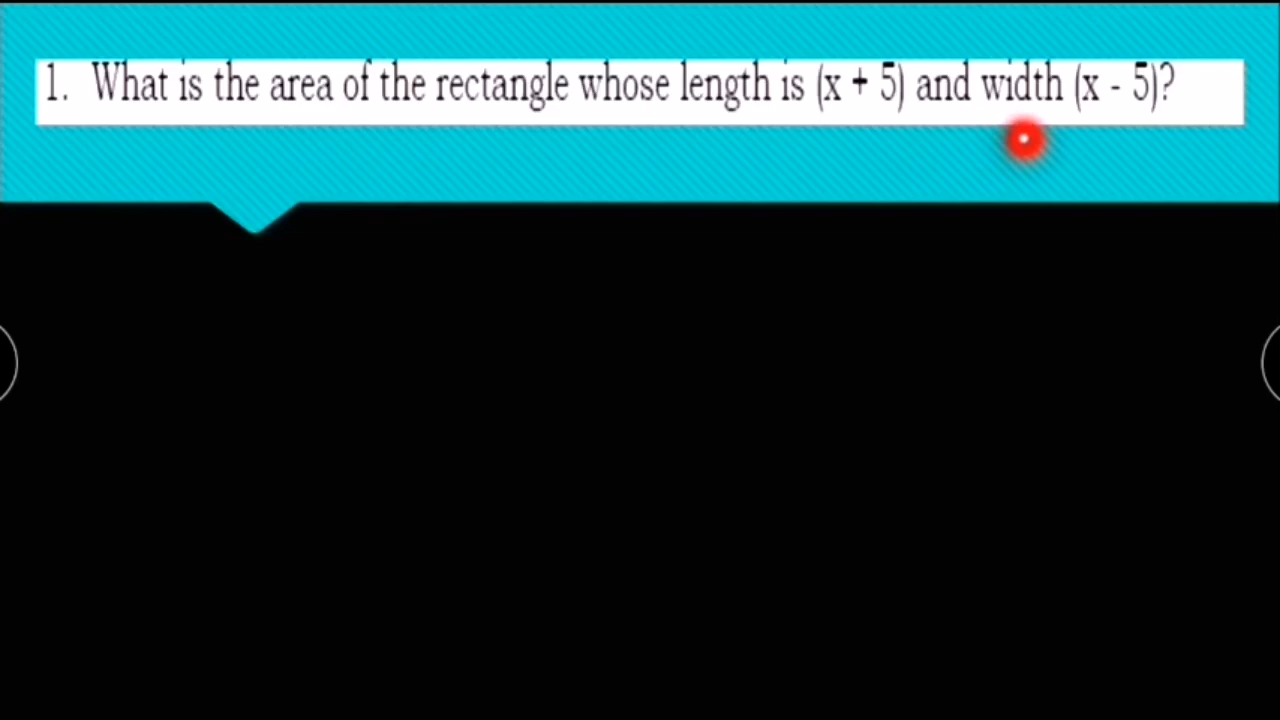 1. What is the area of the rectangle whose length is (x + 5) and width (x - 5)?